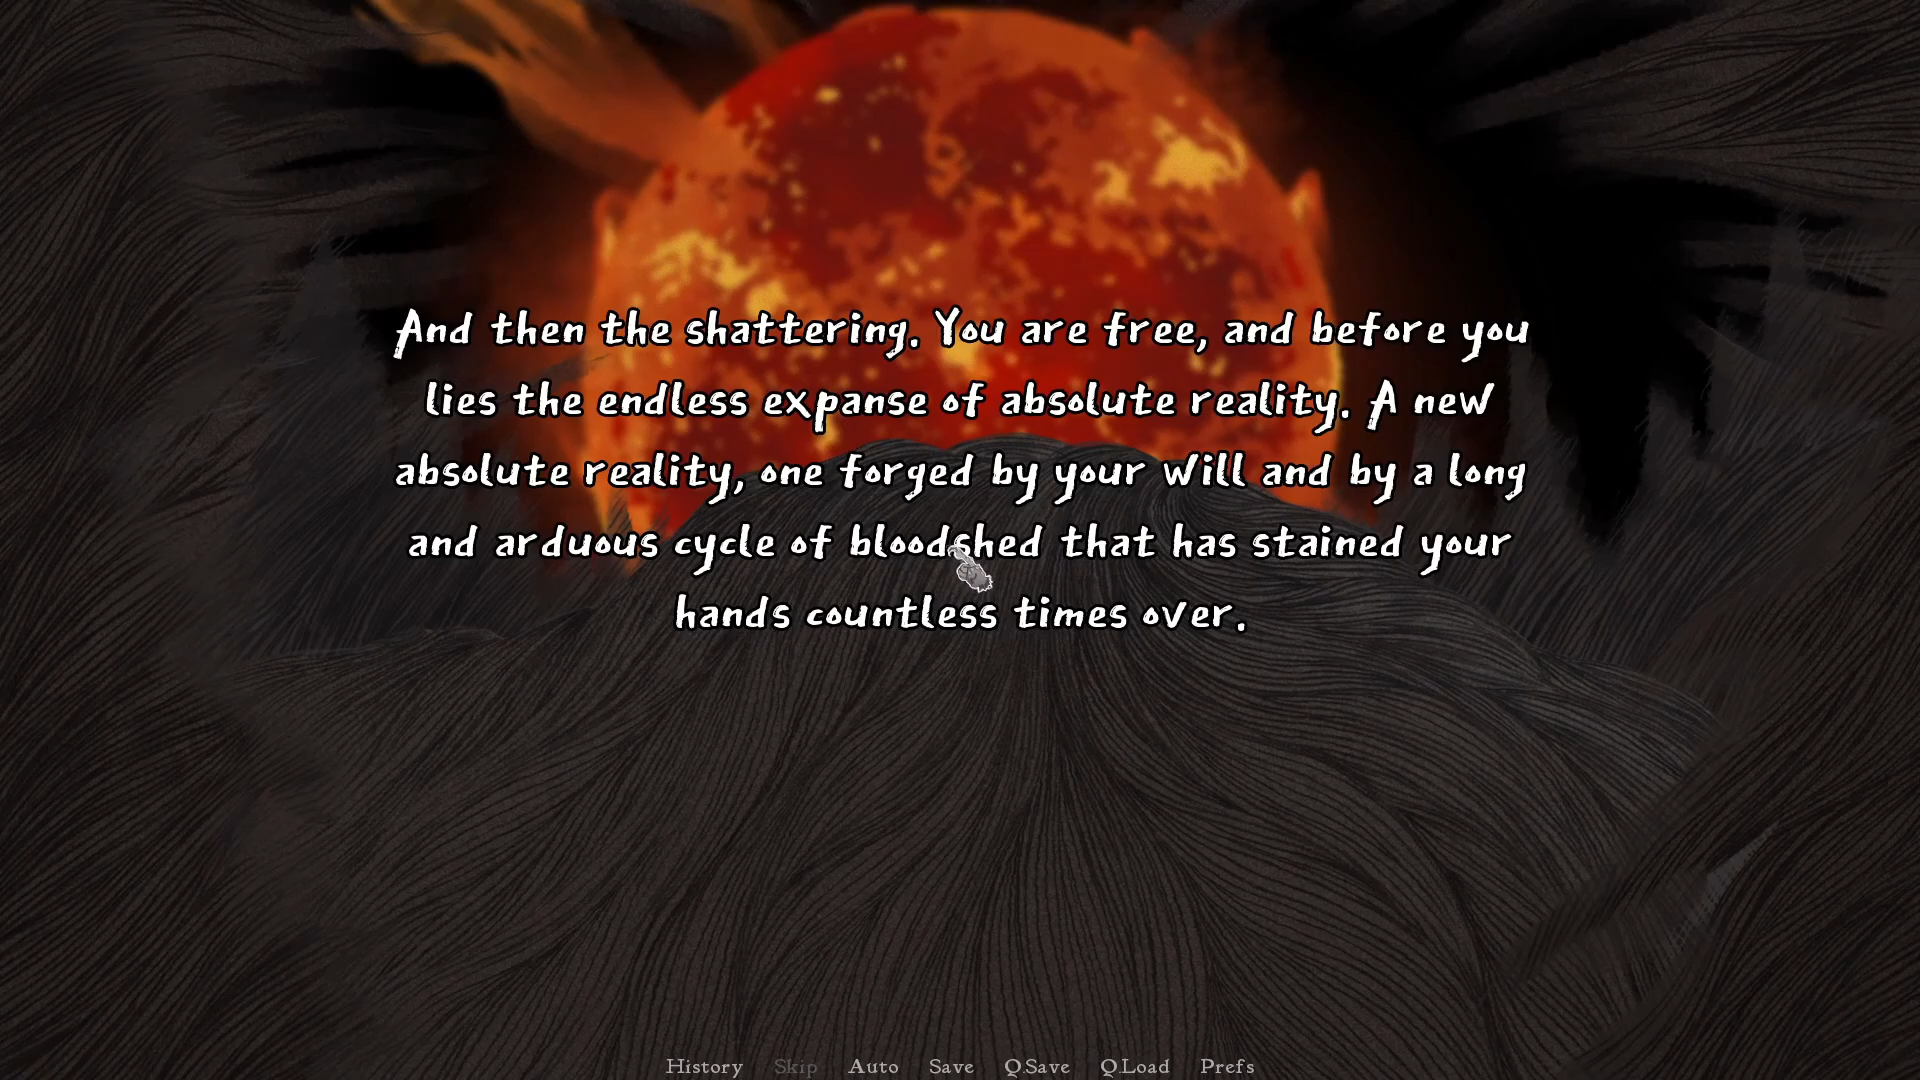 And then the shattering. You are free, and before you
lies the endless expanse of absolute reality. A new
absolute reality, one forged by your will and by a long
and arduous cycle of bloodshed that has stained your
hands countless times over.
History Skip Auto Save Q.Save Q.Load Prefs